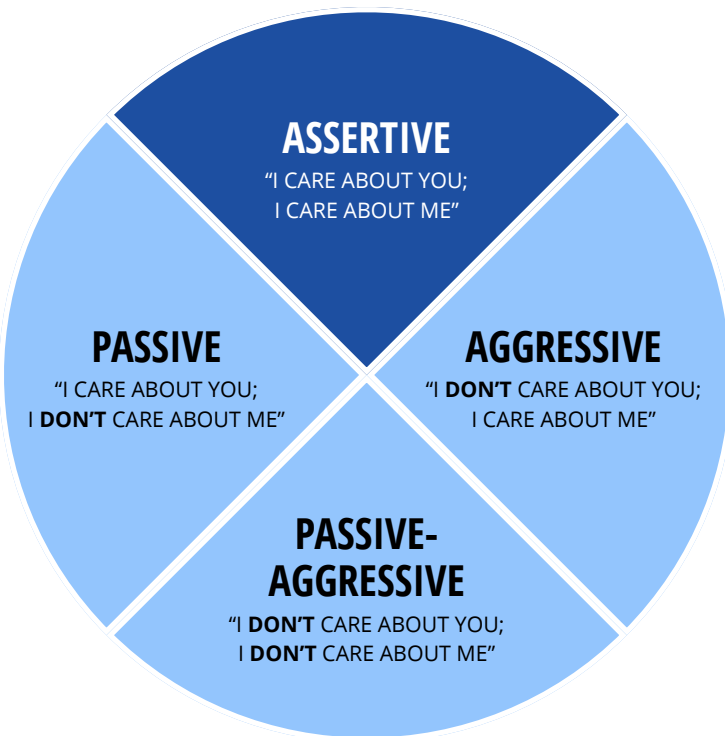 ASSERTIVE
“I CARE ABOUT YOU;
I CARE ABOUT ME”
PASSIVE
“I CARE ABOUT YOU;
I DON’T CARE ABOUT ME”
AGGRESSIVE
“I DON’T CARE ABOUT YOU;
I CARE ABOUT ME”
PASSIVE-
AGGRESSIVE
“I DON’T CARE ABOUT YOU;
I DON’T CARE ABOUT ME”